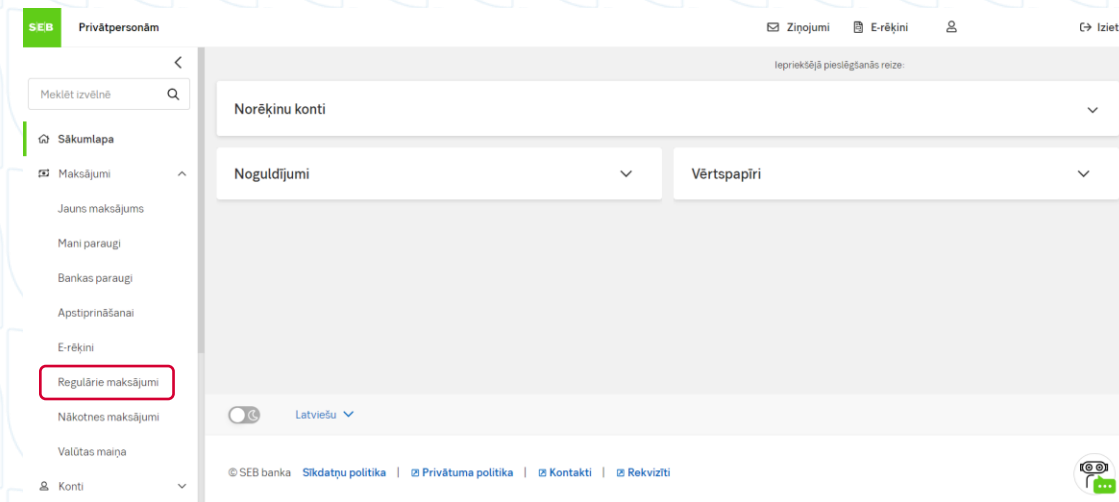 SEB Privātpersonām Ziņojumi E-rēķini Iziet
Iepriekšējā pieslēgšanās reize:
Meklēt izvēlnē
Norēķinu konti
Sākumlapa
Maksājumi
Noguldījumi Vērtspapīri
Jauns maksājums
Mani paraugi
Bankas paraugi
Apstiprināšanai
E-rēķini
Regulārie maksājumi
Nākotnes maksājumi
Latviešu
Valūtas maiņa
© SEB banka Sīkdatņu politika | Privātuma politika | Kontakti | Rekvizīti
Konti